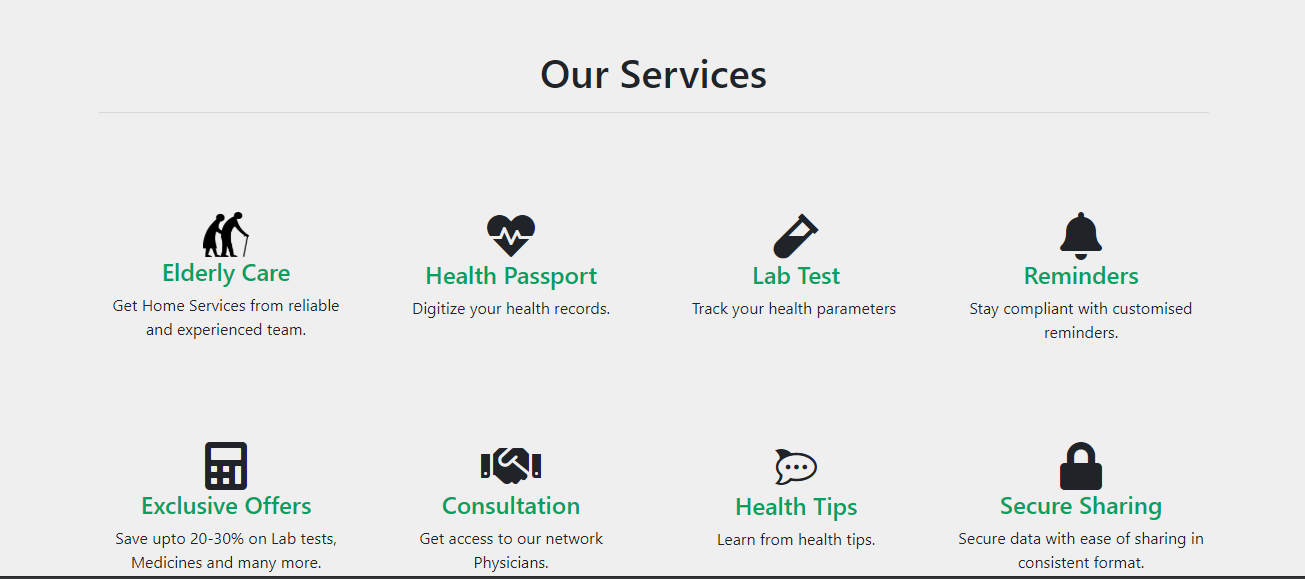 Our Services
Elderly Care
Get Home Services from reliable
and experienced team.
Health Passport
Digitize your health records.
Lab Test
Track your health parameters
Reminders
Stay compliant with customised
reminders.
Exclusive Offers
Save upto 20-30% on Lab tests,
Medicines and many more.
Consultation
Get access to our network
Physicians.
Health Tips
Learn from health tips.
Secure Sharing
Secure data with ease of sharing in
consistent format.